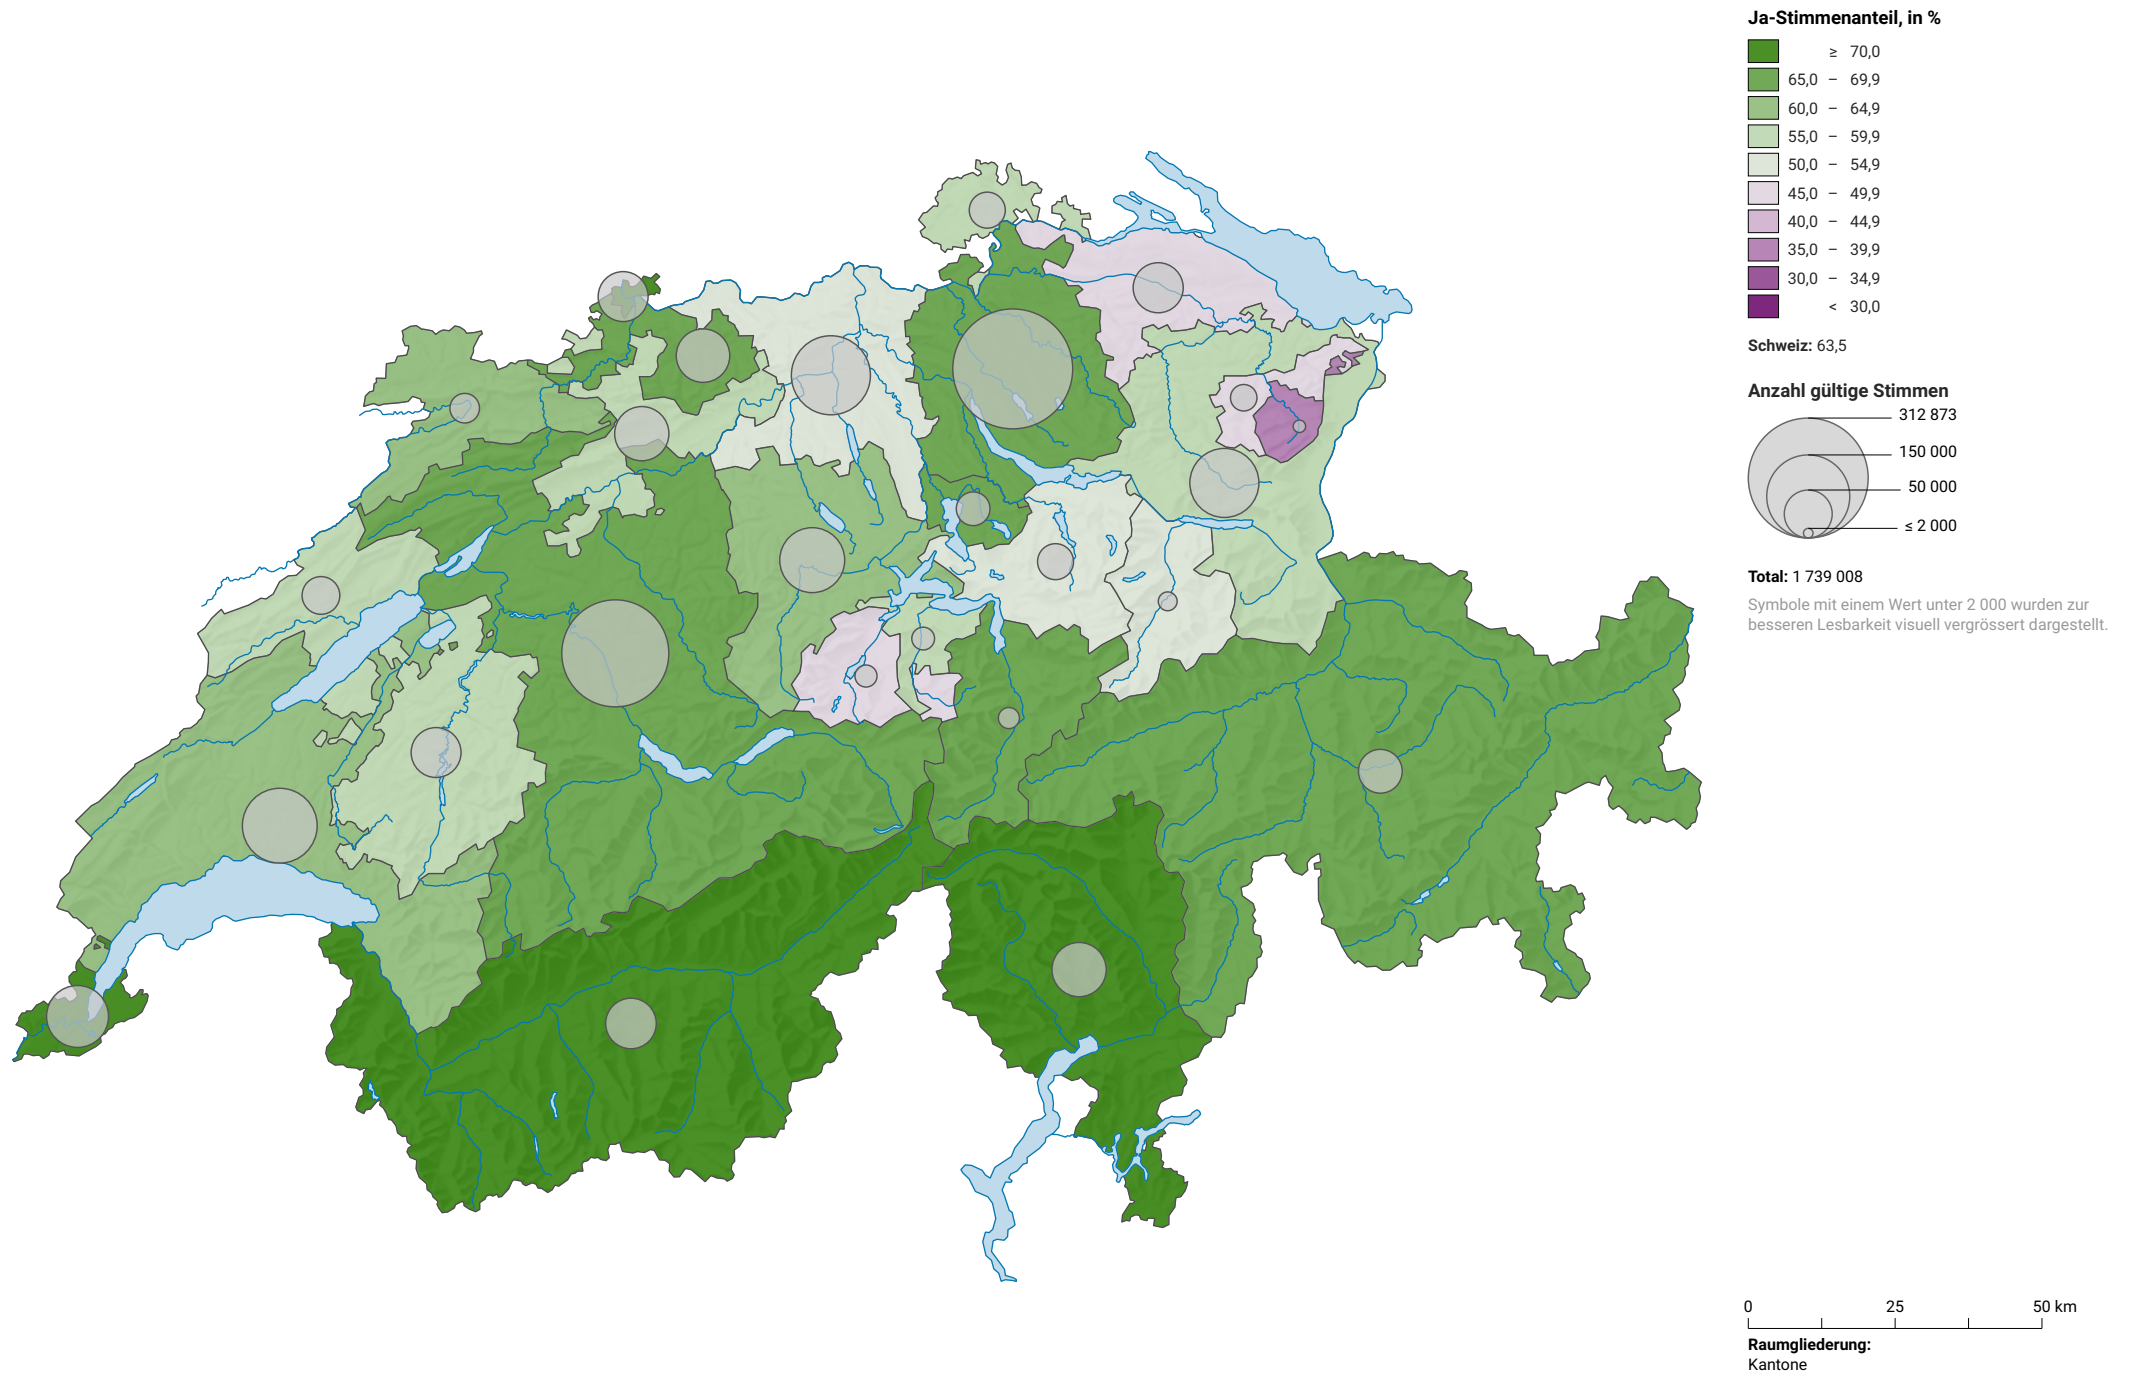 Ja-Stimmenanteil, in %
≥ 70,0
65,0 – 69,9
60,0 – 64,9
55,0 – 59,9
50,0 – 54,9
45,0 – 49,9
40,0 – 44,9
35,0 – 39,9
30,0 – 34,9
< 30,0
Schweiz: 63,5
Anzahl gültige Stimmen
312 873
150 000
50 000
≤ 2 000
Total: 1 739 008
Symbole mit einem Wert unter 2 000 wurden zur
besseren Lesbarkeit visuell vergrössert dargestellt.
0 25 50 km
Raumgliederung:
Kantone